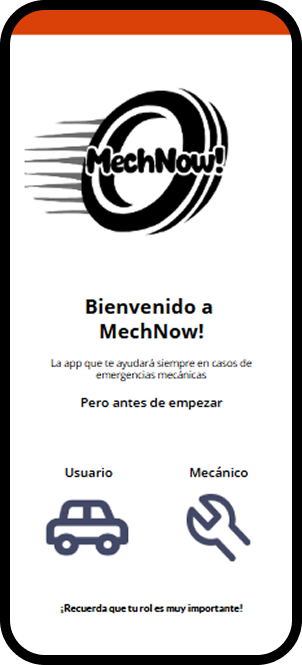 MechNow!
Bienvenido a
MechNow!
La app que te ayudará siempre en casos de
emergencias mecánicas
Pero antes de empezar
Usuario
Mecánico
¡Recuerda que tu rol es muy importante!